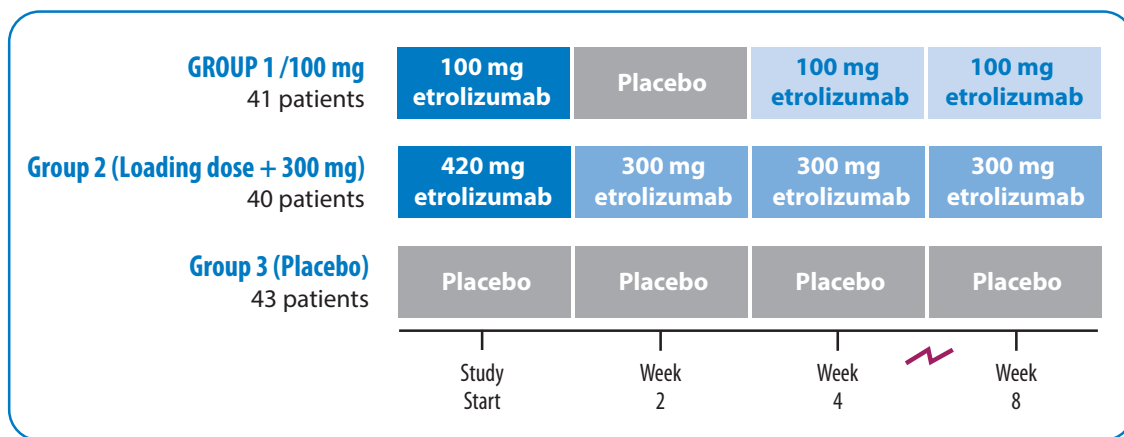 GROUP 1 /100 mg
41 patients
100 mg
etrolizumab
Placebo
100 mg
etrolizumab
100 mg
etrolizumab
Group 2 (Loading dose + 300 mg)
40 patients
420 mg
etrolizumab
300 mg
etrolizumab
300 mg
etrolizumab
300 mg
etrolizumab
Group 3 (Placebo)
43 patients
Placebo
Placebo
Placebo
Placebo
Study
Start
Week
2
Week
4
Week
8